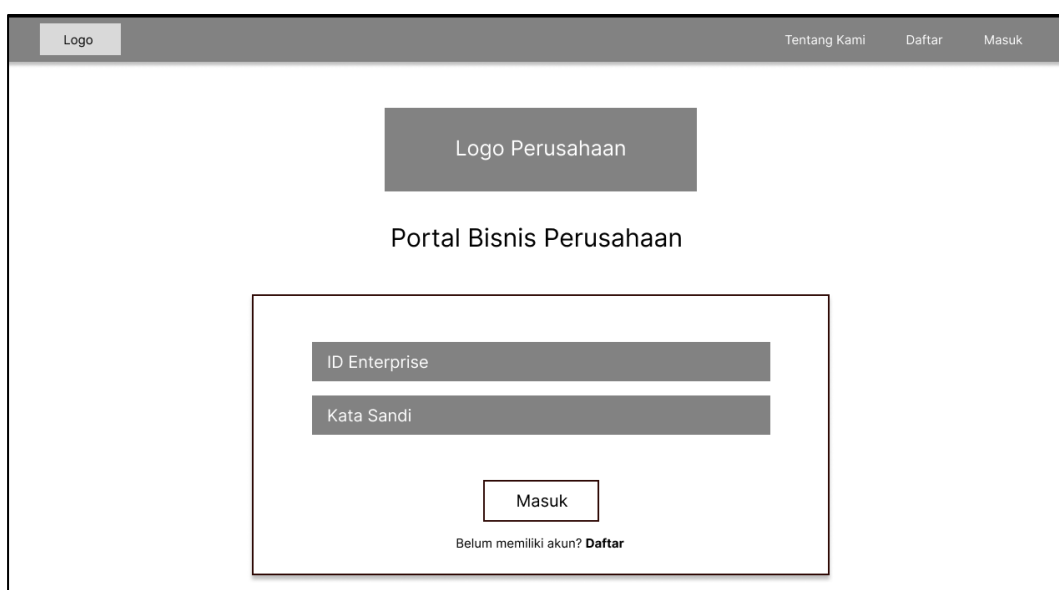 Logo
Tentang Kami
Daftar
Masuk
Logo Perusahaan
Portal Bisnis Perusahaan
ID Enterprise
Kata Sandi
Masuk
Belum memiliki akun? Daftar